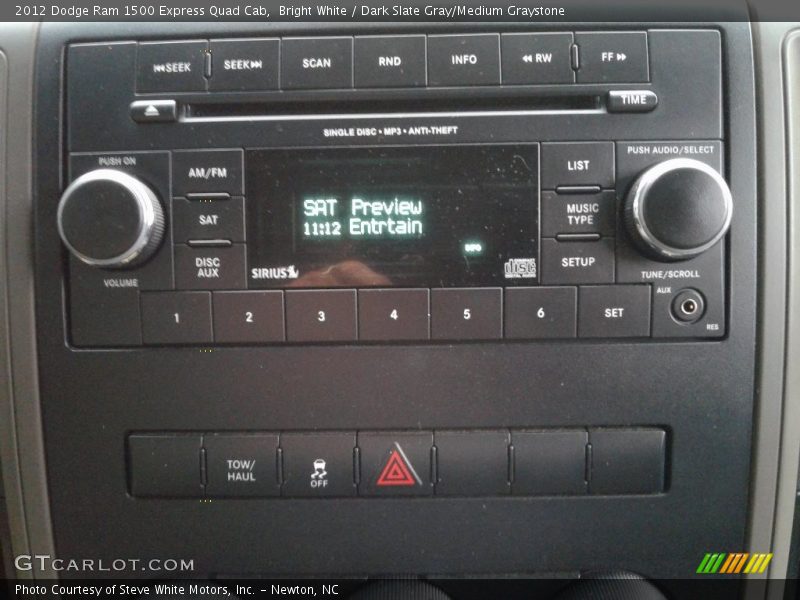 2012 Dodge Ram 1500 Express Quad Cab, Bright White / Dark Slate Gray/Medium Graystone
SEEK
SEEK
SCAN
RND
INFO
RW
FF
TIME
SINGLE DISC • MP3 • ANTI-THEFT
PUSH ON
AM/FM
SAT
DISC
AUX
VOLUME
SAT Preview
11:12 Entrtain
INFO
SIRIUS
disc
LIST
MUSIC
TYPE
SETUP
PUSH AUDIO/SELECT
TUNE/SCROLL
AUX
RES
1
2
3
4
5
6
SET
TOW/
HAUL
OFF
GTCARLOT.COM
Photo Courtesy of Steve White Motors, Inc. – Newton, NC